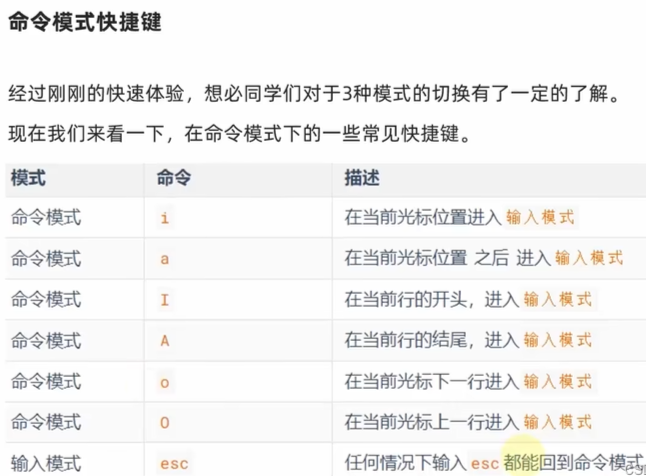 命令模式快捷键
经过刚刚的快速体验，想必同学们对于3种模式的切换有了一定的了解。
现在我们来看一下，在命令模式下的一些常见快捷键。
模式 命令 描述
命令模式 i 在当前光标位置进入 输入模式
命令模式 a 在当前光标位置 之后 进入 输入模式
命令模式 I 在当前行的开头，进入 输入模式
命令模式 A 在当前行的结尾，进入 输入模式
命令模式 o 在当前光标下一行进入 输入模式
命令模式 O 在当前光标上一行进入 输入模式
输入模式 esc 任何情况下输入 esc 都能回到命令模式